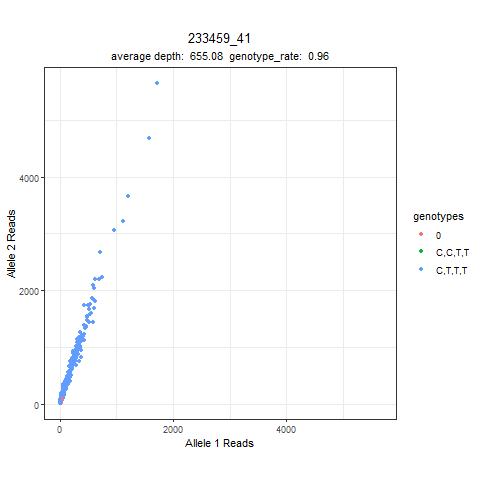 233459_41
average depth:  655.08  genotype_rate:  0.96
Allele 2 Reads
4000
2000
0
0
2000
4000
Allele 1 Reads
genotypes
0
C,C,T,T
C,T,T,T